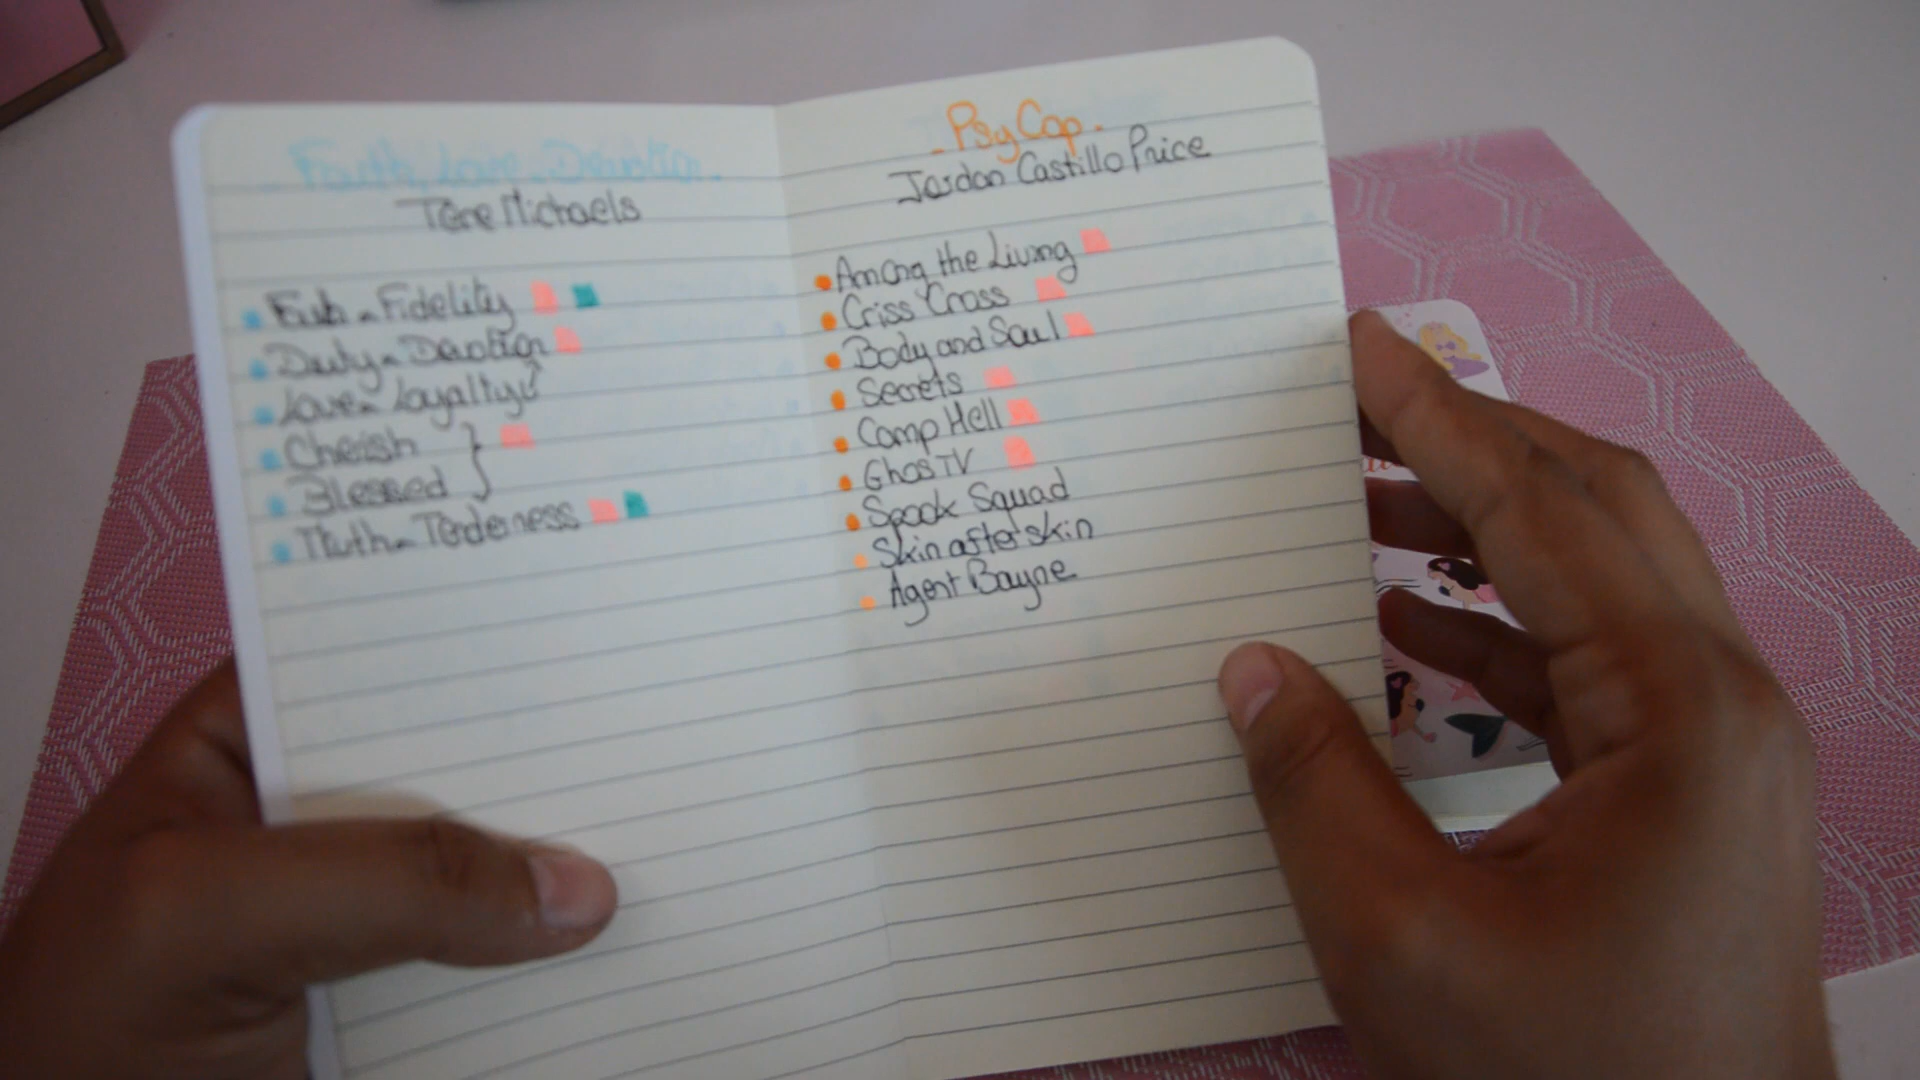 - Faith, Love - Devotion -
Tere Michaels
Faith - Fidelity
Duty - Devotion
Love - Loyalty
Cherish
Blessed
Truth - Tenderness
- PsyCop -
Jordan Castillo Price
Among the Living
Criss Cross
Body and Soul
Secrets
Camp Hell
GhosTV
Spook Squad
Skin after skin
Agent Bayne